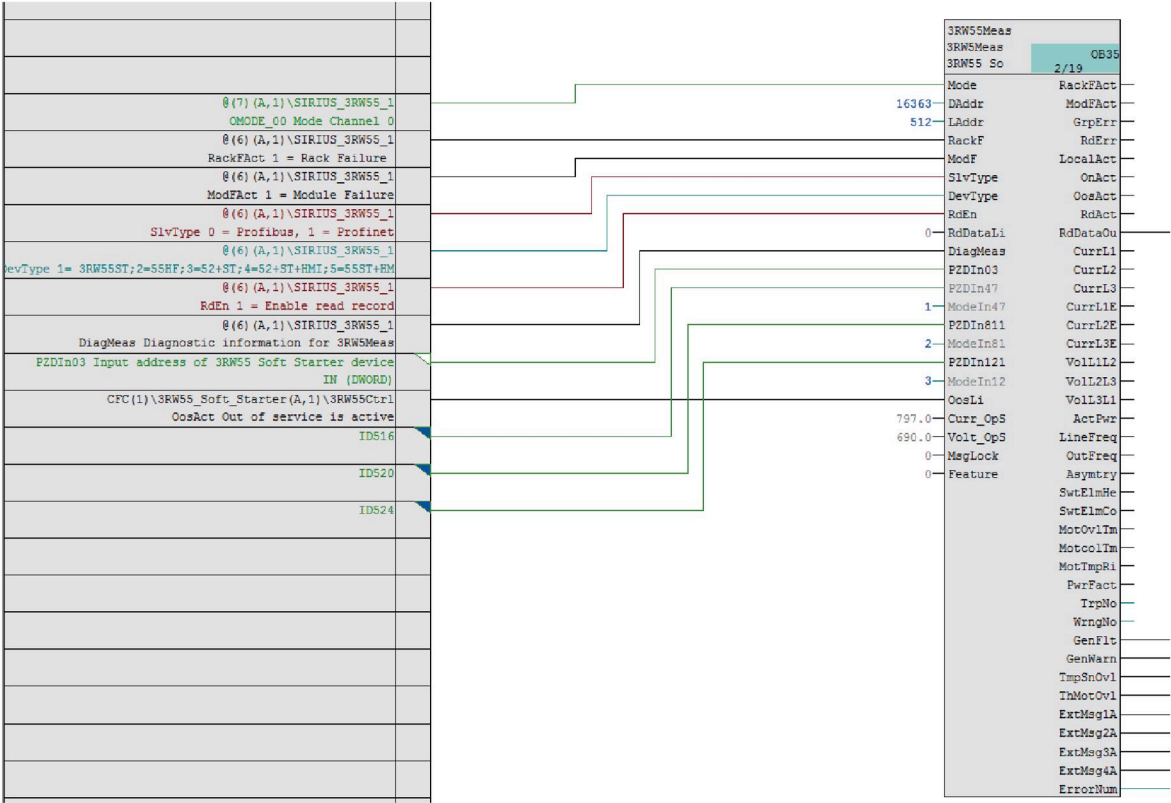 @(7)(A,1)\SIRIUS_3RW55_1
OMODE_00 Mode Channel 0
@(6)(A,1)\SIRIUS_3RW55_1
RackFAct 1 = Rack Failure
@(6)(A,1)\SIRIUS_3RW55_1
ModFAct 1 = Module Failure
@(6)(A,1)\SIRIUS_3RW55_1
SlvType 0 = Profibus, 1 = Profinet
@(6)(A,1)\SIRIUS_3RW55_1
DevType 1= 3RW55ST;2=55HF;3=52+ST;4=52+ST+HMI;5=55ST+HM
@(6)(A,1)\SIRIUS_3RW55_1
RdEn 1 = Enable read record
@(6)(A,1)\SIRIUS_3RW55_1
DiagMeas Diagnostic information for 3RW5Meas
PZDIn03 Input address of 3RW55 Soft Starter device
IN (DWORD)
CFC(1)\3RW55_Soft_Starter(A,1)\3RW55Ctrl
OosAct Out of service is active
ID516
ID520
ID524
3RW55Meas
3RW5Meas
3RW55 So
OB35
2/19
Mode RackFAct
16363 DAddr ModFAct
512 LAddr GrpErr
RackF RdErr
ModF LocalAct
SlvType OnAct
DevType OosAct
RdEn RdAct
0 RdDataLi RdDataOu
DiagMeas CurrL1
PZDIn03 CurrL2
PZDIn47 CurrL3
1 ModeIn47 CurrL1E
PZDIn811 CurrL2E
2 ModeIn81 CurrL3E
PZDIn121 VolL1L2
3 ModeIn12 VolL2L3
OosLi VolL3L1
797.0 Curr_OpS ActPwr
690.0 Volt_OpS LineFreq
0 MsgLock OutFreq
0 Feature Asymtry
SwtElmHe
SwtElmCo
MotOvlTm
MotcolTm
MotTmpRi
PwrFact
TrpNo
WrngNo
GenFlt
GenWarn
TmpSnOvl
ThMotOvl
ExtMsg1A
ExtMsg2A
ExtMsg3A
ExtMsg4A
ErrorNum